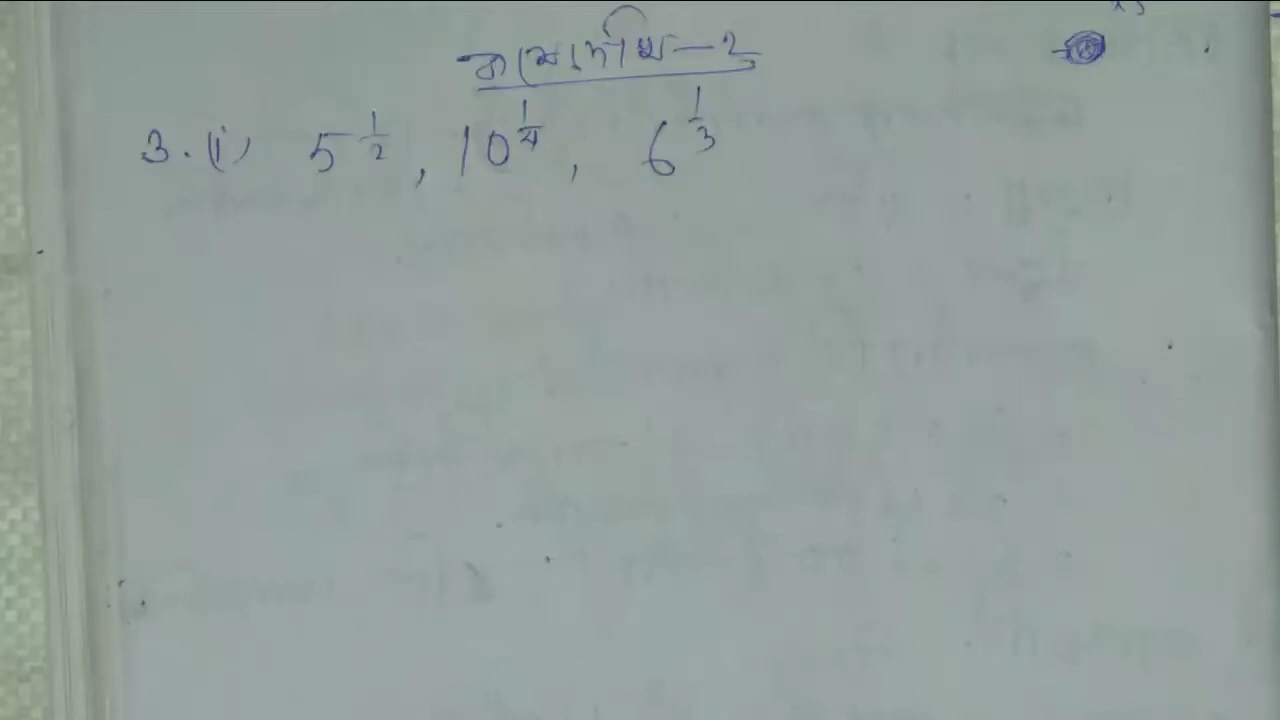 কষে দেখি—2
3. (i) 5^{1/2}, 10^{1/4}, 6^{1/3}